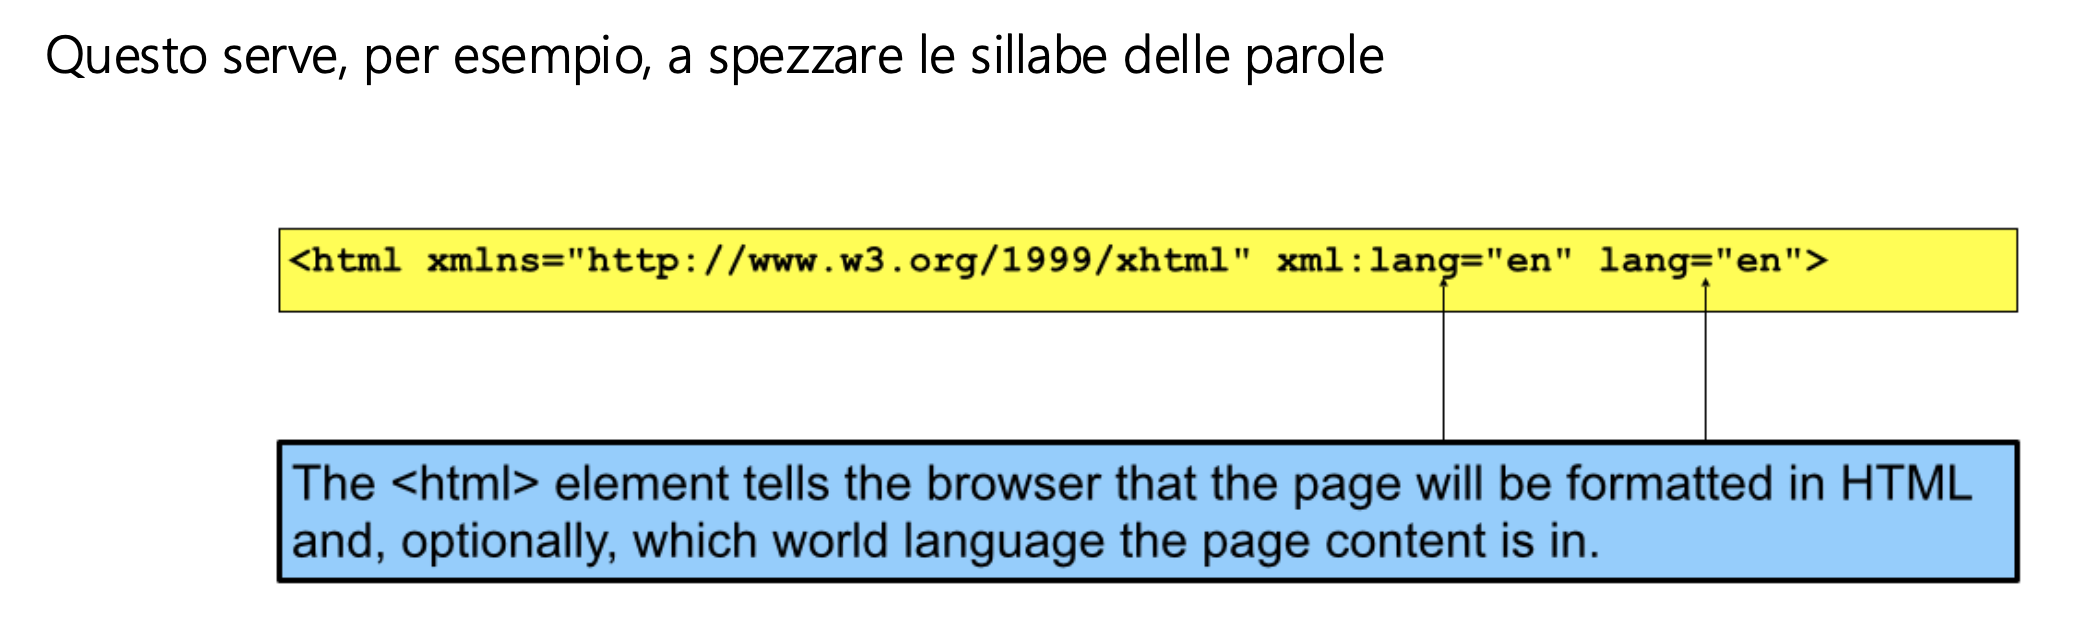 Questo serve, per esempio, a spezzare le sillabe delle parole
<html xmlns="http://www.w3.org/1999/xhtml" xml:lang="en" lang="en">
The <html> element tells the browser that the page will be formatted in HTML
and, optionally, which world language the page content is in.